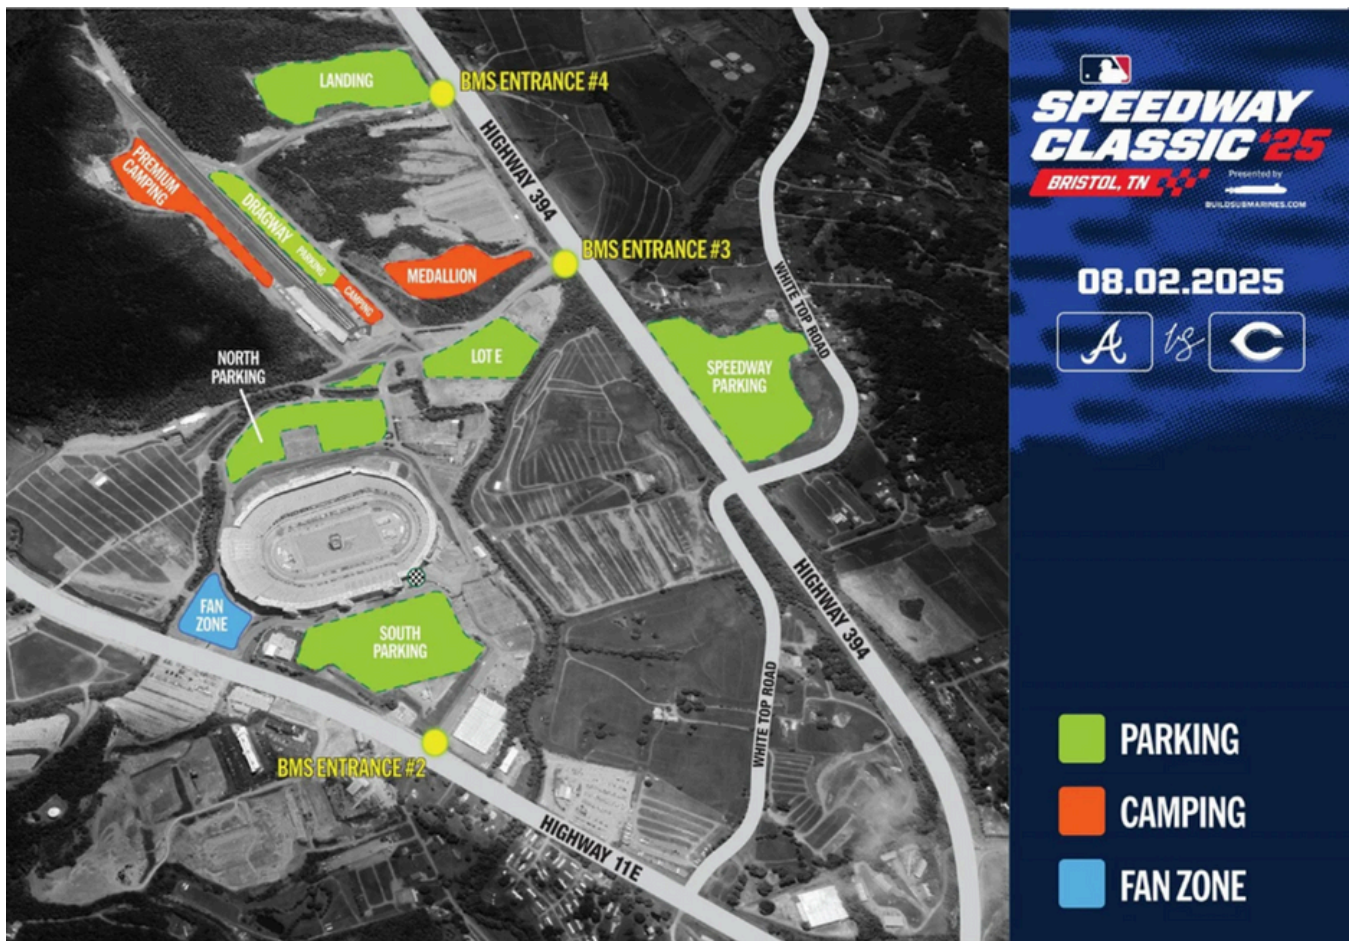 LANDING
BMS ENTRANCE #4
HIGHWAY 394
PREMIUM
CAMPING
DRAGWAY PARKING
CAMPING
MEDALLION
BMS ENTRANCE #3
WHITE TOP ROAD
LOT E
NORTH
PARKING
SPEEDWAY
PARKING
FAN
ZONE
SOUTH
PARKING
HIGHWAY 394
WHITE TOP ROAD
BMS ENTRANCE #2
HIGHWAY 11E
SPEEDWAY
CLASSIC '25
BRISTOL, TN
Presented by
BUILDSUBMARINES.COM
08.02.2025
A vs C
PARKING
CAMPING
FAN ZONE